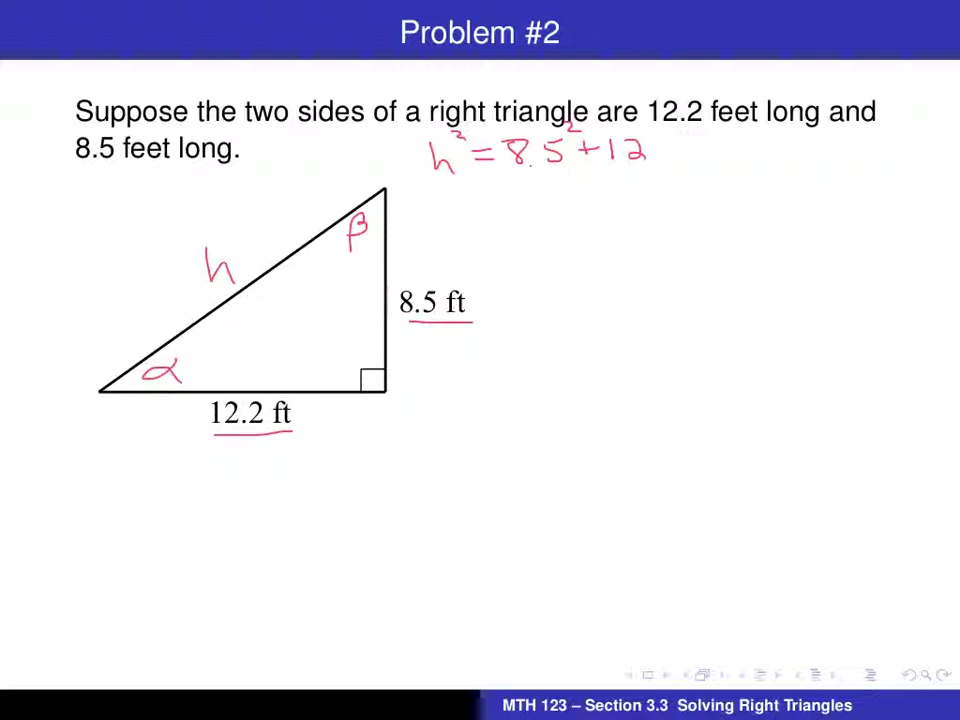 Problem #2
Suppose the two sides of a right triangle are 12.2 feet long and
8.5 feet long.
h² = 8.5² + 12
β
h
8.5 ft
α
12.2 ft
MTH 123 – Section 3.3 Solving Right Triangles